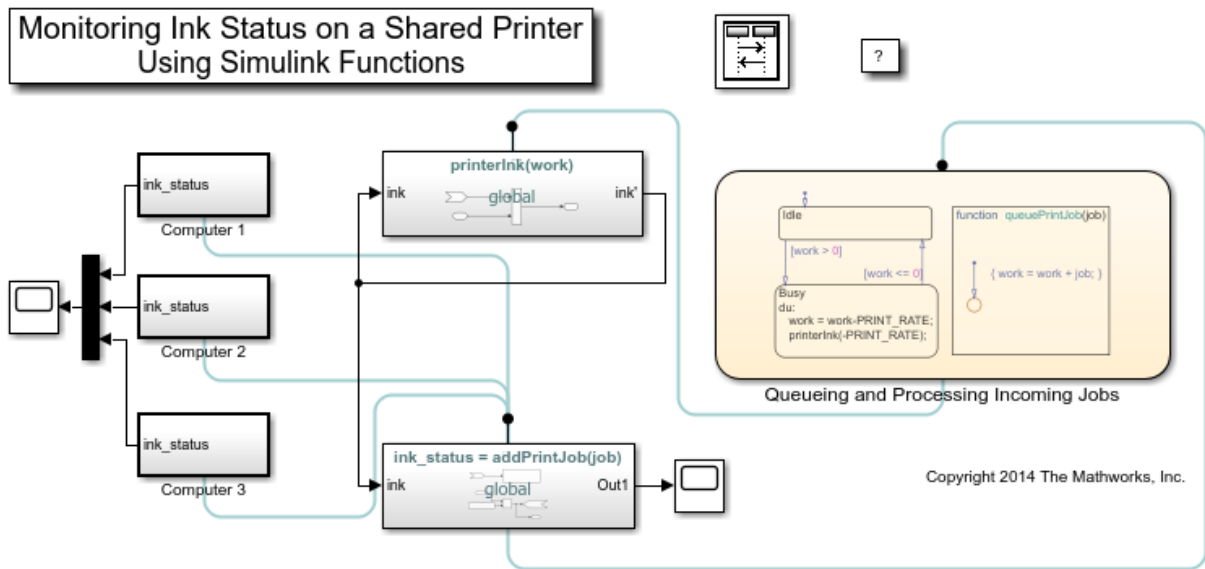 Monitoring Ink Status on a Shared Printer
Using Simulink Functions
?
ink_status
Computer 1
ink_status
Computer 2
ink_status
Computer 3
printerInk(work)
ink
global
ink'
ink_status = addPrintJob(job)
ink
global
Out1
Idle
[work > 0]
[work <= 0]
Busy
du:
work = work-PRINT_RATE;
printerInk(-PRINT_RATE);
function queuePrintJob(job)
{ work = work + job; }
Queueing and Processing Incoming Jobs
Copyright 2014 The Mathworks, Inc.